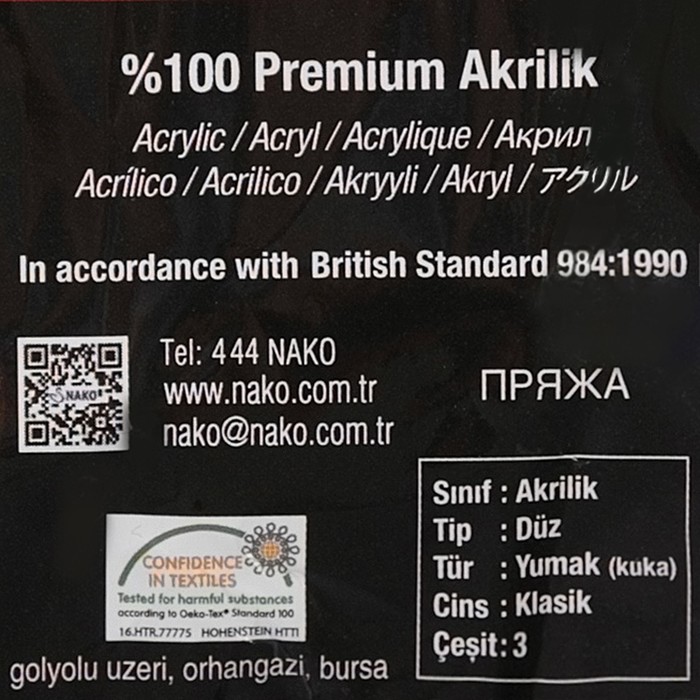 %100 Premium Akrilik
Acrylic / Acryl / Acrylique / Акрил
Acrílico / Acrilico / Akryyli / Akryl / アクリル
In accordance with British Standard 984:1990
NAKO®
Tel: 444 NAKO
www.nako.com.tr
nako@nako.com.tr
ПРЯЖА
Sınıf : Akrilik
Tip : Düz
Tür : Yumak (kuka)
Cins : Klasik
Çeşit: 3
CONFIDENCE
IN TEXTILES
Tested for harmful substances
according to Oeko-Tex® Standard 100
16.HTR.77775 HOHENSTEIN HTTI
golyolu uzeri, orhangazi, bursa